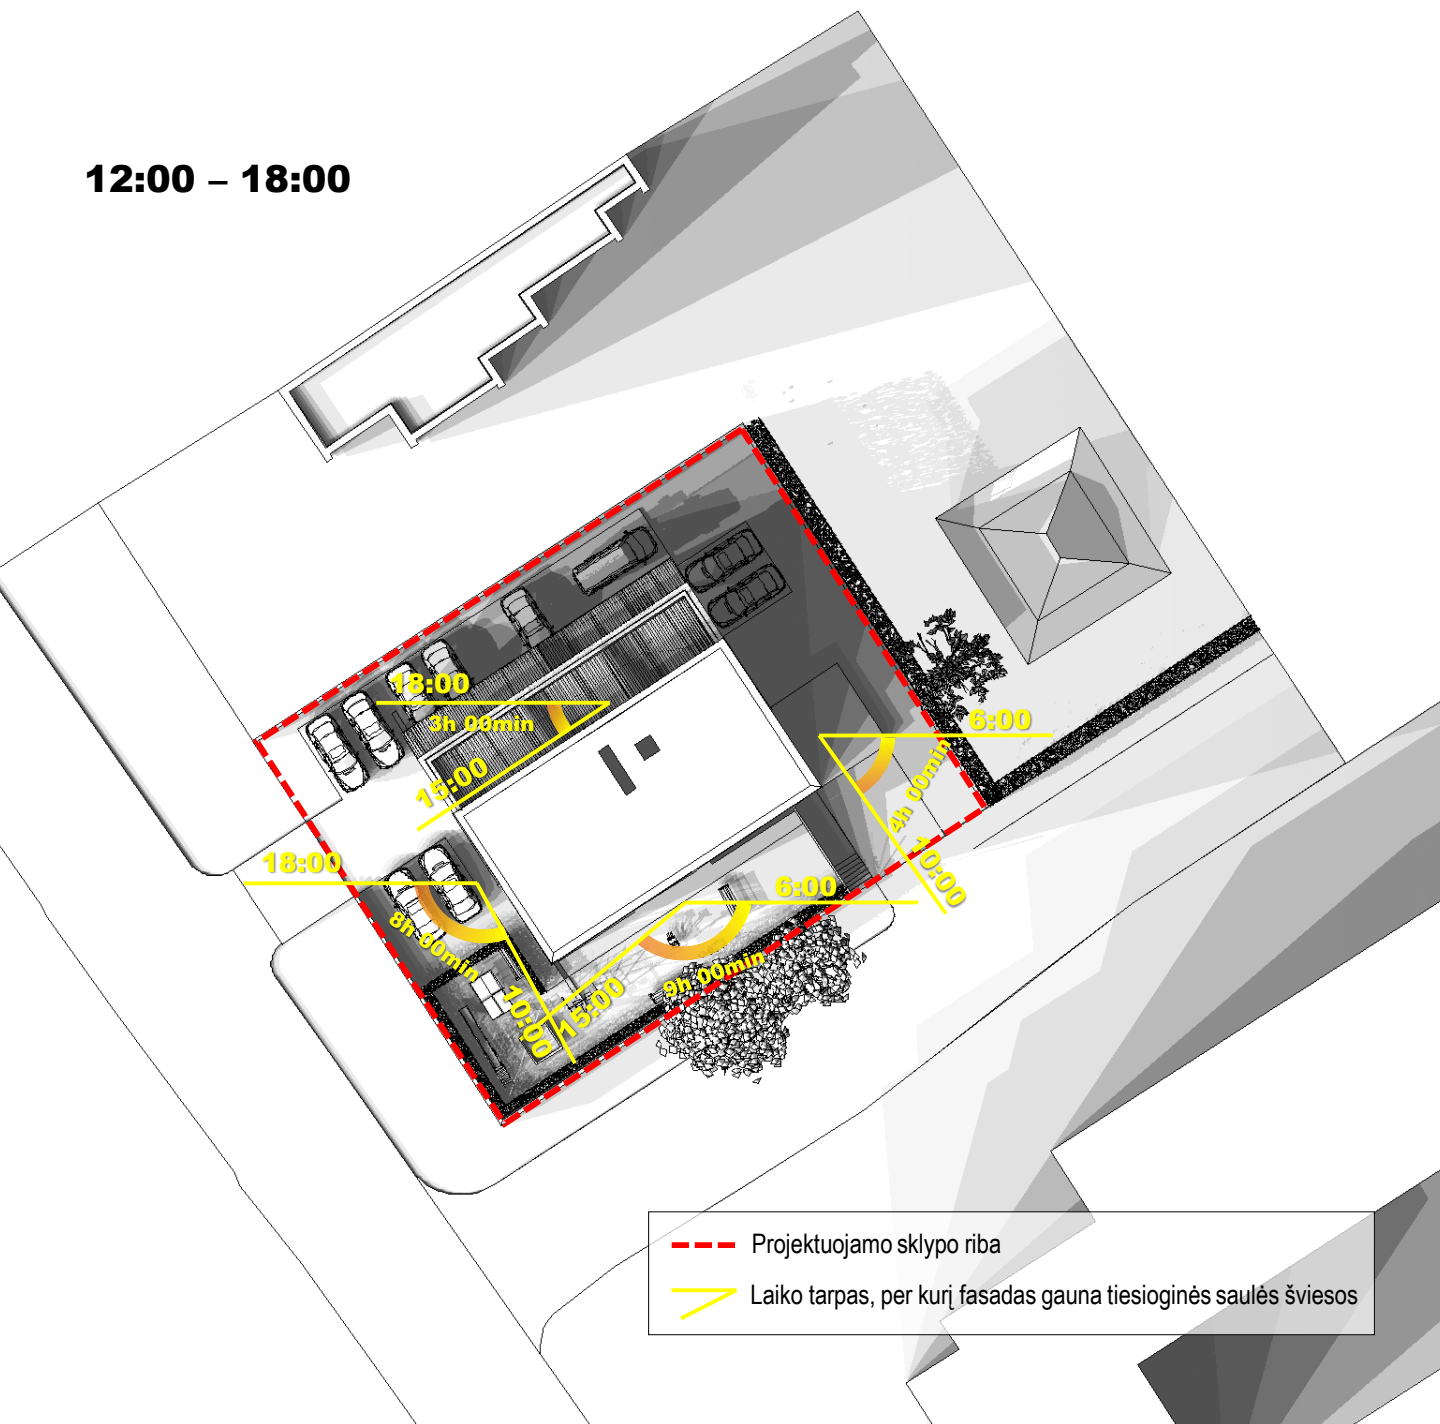 12:00 – 18:00
18:00
3h 00min
15:00
6:00
4h 00min
10:00
18:00
8h 00min
10:00
6:00
9h 00min
15:00
Projektuojamo sklypo riba
Laiko tarpas, per kurį fasadas gauna tiesioginės saulės šviesos